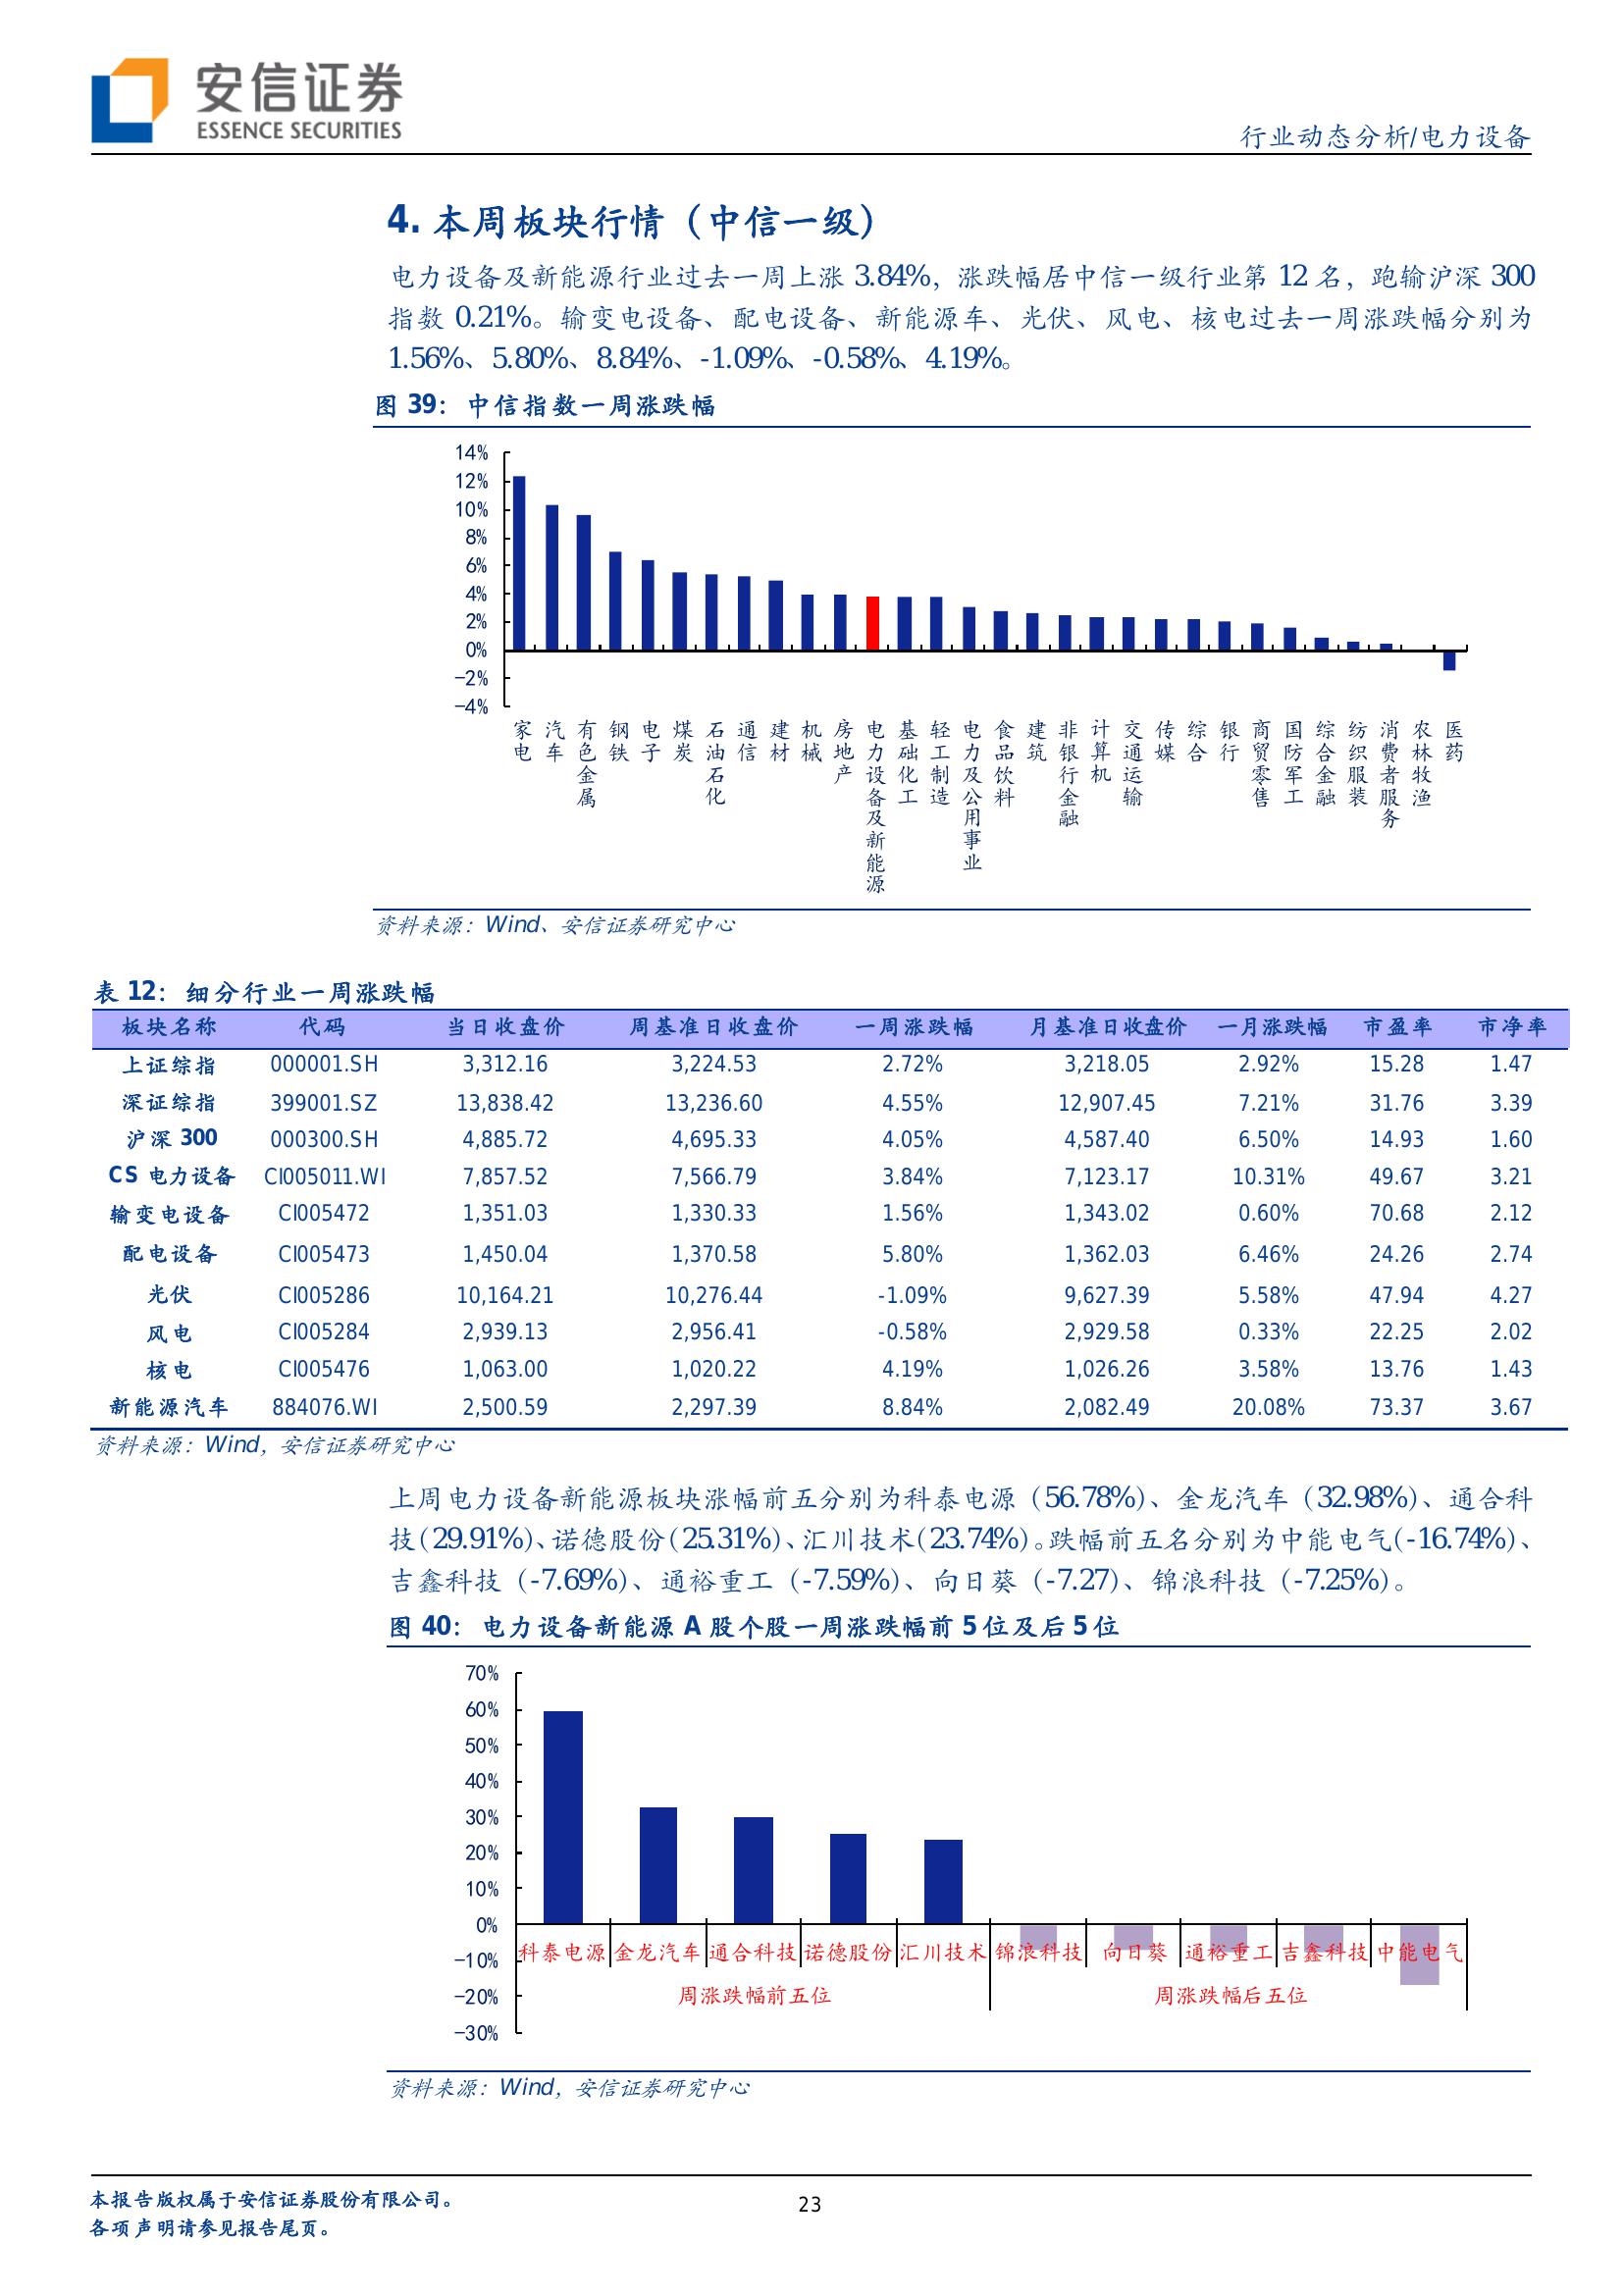 安信证券
ESSENCE SECURITIES
行业动态分析/电力设备
4. 本周板块行情（中信一级）
电力设备及新能源行业过去一周上涨 3.84%，涨跌幅居中信一级行业第 12 名，跑输沪深 300
指数 0.21%。输变电设备、配电设备、新能源车、光伏、风电、核电过去一周涨跌幅分别为
1.56%、5.80%、8.84%、-1.09%、-0.58%、4.19%。
图 39：中信指数一周涨跌幅
14%
12%
10%
8%
6%
4%
2%
0%
-2%
-4%
家电 汽车 有色金属 钢铁 电子 煤炭 石油石化 通信 建材 机械 房地产 电力设备及新能源 基础化工 轻工制造 电力及公用事业 食品饮料 建筑 非银行金融 计算机 交通运输 传媒 综合 银行 商贸零售 国防军工 综合金融 纺织服装 消费者服务 农林牧渔 医药
资料来源：Wind、安信证券研究中心
表 12：细分行业一周涨跌幅
板块名称 代码 当日收盘价 周基准日收盘价 一周涨跌幅 月基准日收盘价 一月涨跌幅 市盈率 市净率
上证综指 000001.SH 3,312.16 3,224.53 2.72% 3,218.05 2.92% 15.28 1.47
深证综指 399001.SZ 13,838.42 13,236.60 4.55% 12,907.45 7.21% 31.76 3.39
沪深 300 000300.SH 4,885.72 4,695.33 4.05% 4,587.40 6.50% 14.93 1.60
CS 电力设备 CI005011.WI 7,857.52 7,566.79 3.84% 7,123.17 10.31% 49.67 3.21
输变电设备 CI005472 1,351.03 1,330.33 1.56% 1,343.02 0.60% 70.68 2.12
配电设备 CI005473 1,450.04 1,370.58 5.80% 1,362.03 6.46% 24.26 2.74
光伏 CI005286 10,164.21 10,276.44 -1.09% 9,627.39 5.58% 47.94 4.27
风电 CI005284 2,939.13 2,956.41 -0.58% 2,929.58 0.33% 22.25 2.02
核电 CI005476 1,063.00 1,020.22 4.19% 1,026.26 3.58% 13.76 1.43
新能源汽车 884076.WI 2,500.59 2,297.39 8.84% 2,082.49 20.08% 73.37 3.67
资料来源：Wind，安信证券研究中心
上周电力设备新能源板块涨幅前五分别为科泰电源（56.78%）、金龙汽车（32.98%）、通合科
技（29.91%）、诺德股份（25.31%）、汇川技术（23.74%）。跌幅前五名分别为中能电气（-16.74%）、
吉鑫科技（-7.69%）、通裕重工（-7.59%）、向日葵（-7.27）、锦浪科技（-7.25%）。
图 40：电力设备新能源 A 股个股一周涨跌幅前 5 位及后 5 位
70%
60%
50%
40%
30%
20%
10%
0%
-10%
-20%
-30%
科泰电源 金龙汽车 通合科技 诺德股份 汇川技术 锦浪科技 向日葵 通裕重工 吉鑫科技 中能电气
周涨跌幅前五位 周涨跌幅后五位
资料来源：Wind，安信证券研究中心
本报告版权属于安信证券股份有限公司。
23
各项声明请参见报告尾页。